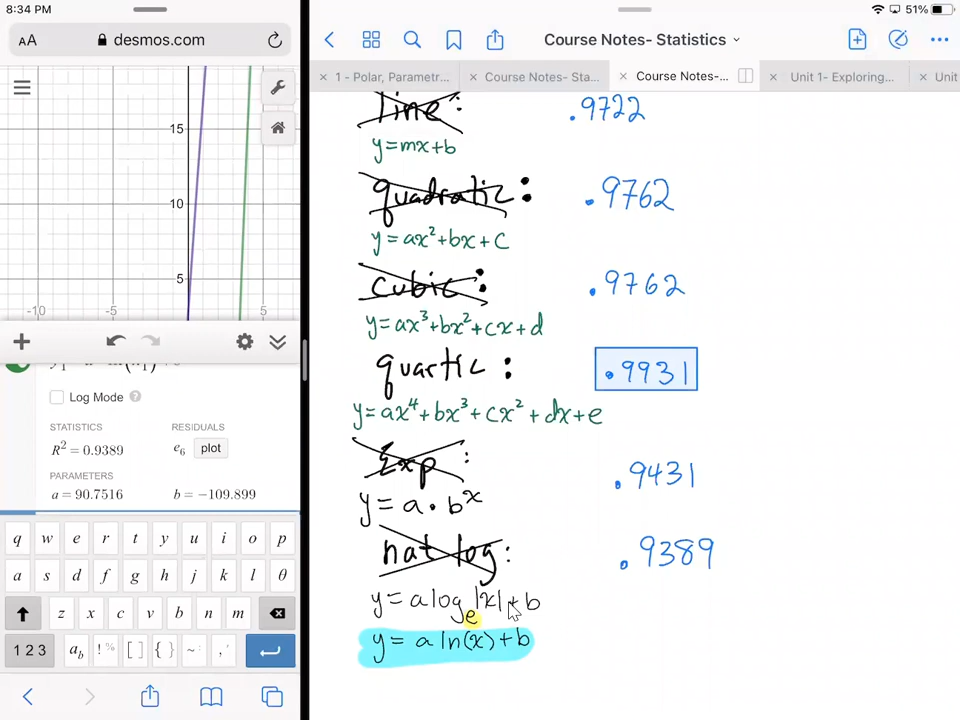 8:34 PM
51%
AA desmos.com
Course Notes- Statistics
1 - Polar, Parametr...
Course Notes- Sta...
Course Notes-...
Unit 1- Exploring...
Unit
15
10
5
-10
-5
5
Log Mode
STATISTICS
RESIDUALS
R² = 0.9389
e₆ plot
PARAMETERS
a = 90.7516
b = −109.899
q w e r t y u i o p
a s d f g h j k l θ
z x c v b n m
1 2 3 a_b !% [ ] { } ~: ,'
line: .9722
y=mx+b
quadratic: .9762
y=ax²+bx+c
cubic: .9762
y=ax³+bx²+cx+d
quartic: .9931
y=ax⁴+bx³+cx²+dx+e
Exp: .9431
y=a·bˣ
nat log: .9389
y=a logₑ|x|+b
y= a ln(x)+b